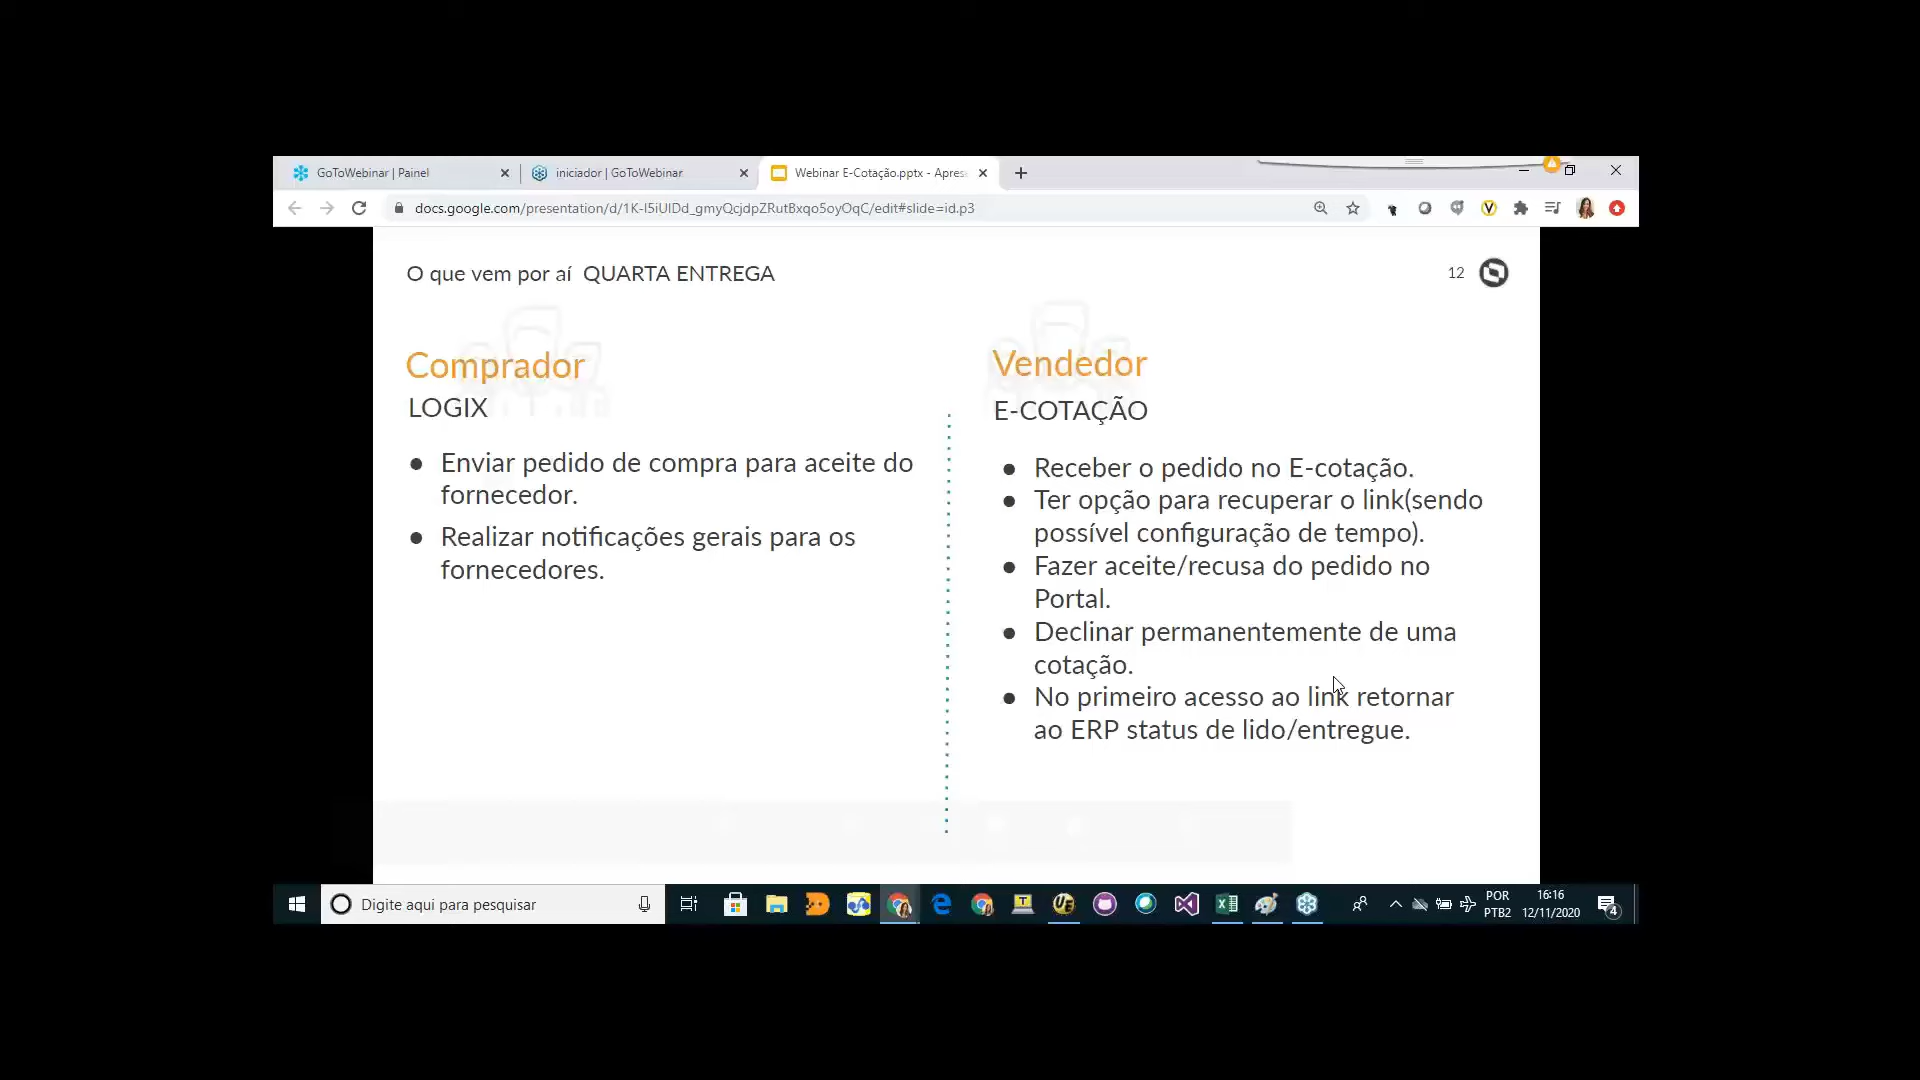 GoToWebinar | Painel
iniciador | GoToWebinar
Webinar E-Cotação.pptx - Apres
docs.google.com/presentation/d/1K-I5iUIDd_gmyQcjdpZRutBxqo5oyOqC/edit#slide=id.p3
O que vem por aí QUARTA ENTREGA
12
Comprador
LOGIX
● Enviar pedido de compra para aceite do
fornecedor.
● Realizar notificações gerais para os
fornecedores.
Vendedor
E-COTAÇÃO
● Receber o pedido no E-cotação.
● Ter opção para recuperar o link(sendo
possível configuração de tempo).
● Fazer aceite/recusa do pedido no
Portal.
● Declinar permanentemente de uma
cotação.
● No primeiro acesso ao link retornar
ao ERP status de lido/entregue.
Digite aqui para pesquisar
POR
PTB2
16:16
12/11/2020
4